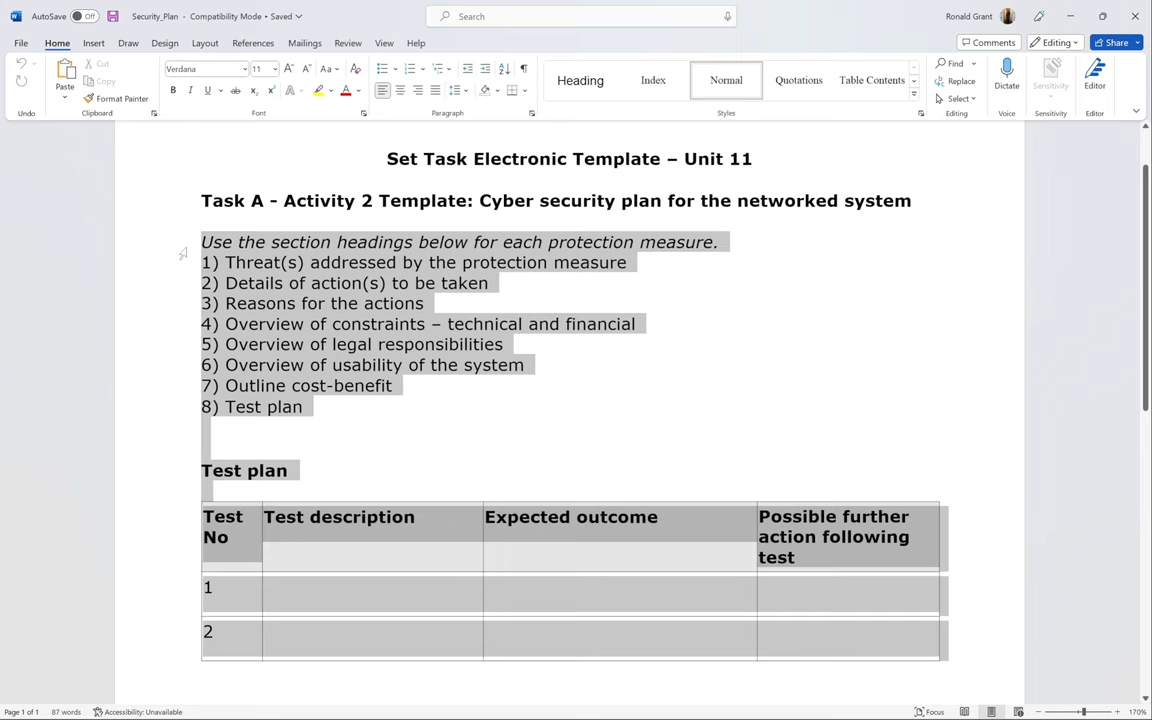 AutoSave Off Security_Plan - Compatibility Mode • Saved Search Ronald Grant
File Home Insert Draw Design Layout References Mailings Review View Help Comments Editing Share
Paste Cut Copy Format Painter
Verdana 11
Heading Index Normal Quotations Table Contents
Find Replace Select Dictate Sensitivity Editor
Undo Clipboard Font Paragraph Styles Editing Voice Sensitivity Editor
Set Task Electronic Template – Unit 11
Task A - Activity 2 Template: Cyber security plan for the networked system
Use the section headings below for each protection measure.
1) Threat(s) addressed by the protection measure
2) Details of action(s) to be taken
3) Reasons for the actions
4) Overview of constraints – technical and financial
5) Overview of legal responsibilities
6) Overview of usability of the system
7) Outline cost-benefit
8) Test plan
Test plan
Test No Test description Expected outcome Possible further action following test
1
2
Page 1 of 1 87 words Accessibility: Unavailable Focus 170%